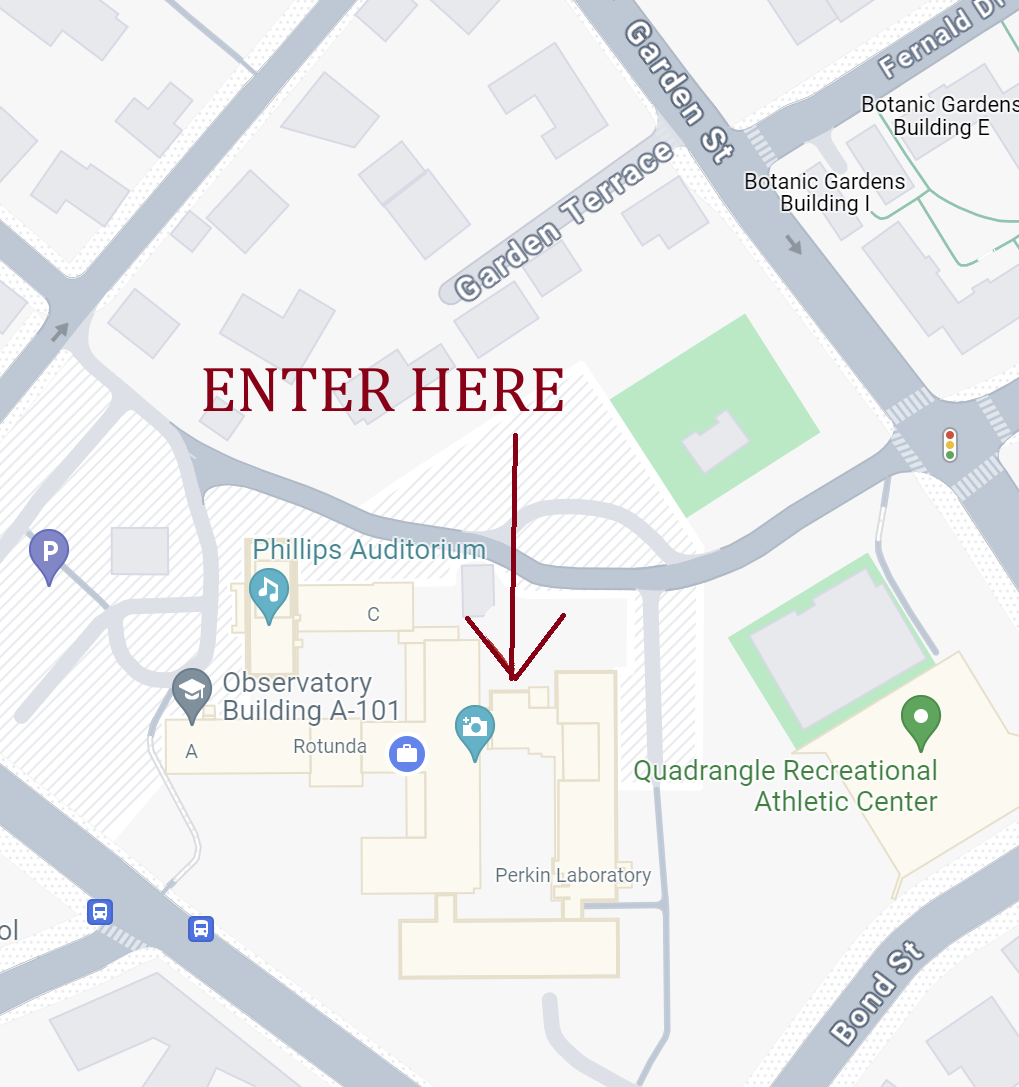 Garden St
Fernald Dr
Botanic Gardens
Building E
Botanic Gardens
Building I
Garden Terrace
ENTER HERE
P
Phillips Auditorium
C
Observatory
Building A-101
A
Rotunda
Quadrangle Recreational
Athletic Center
Perkin Laboratory
ol
Bond St